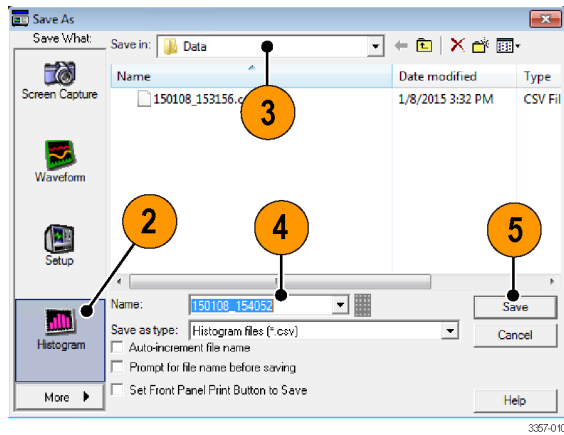 Save As
Save What:
Save in: Data
Screen Capture
Waveform
Setup
Histogram
More
Name Date modified Type
150108_153156.c 1/8/2015 3:32 PM CSV Fil
3
2
4
5
Name: 150108_154052 Save
Save as type: Histogram files (*.csv) Cancel
Auto-increment file name
Prompt for file name before saving
Set Front Panel Print Button to Save Help
3357-010